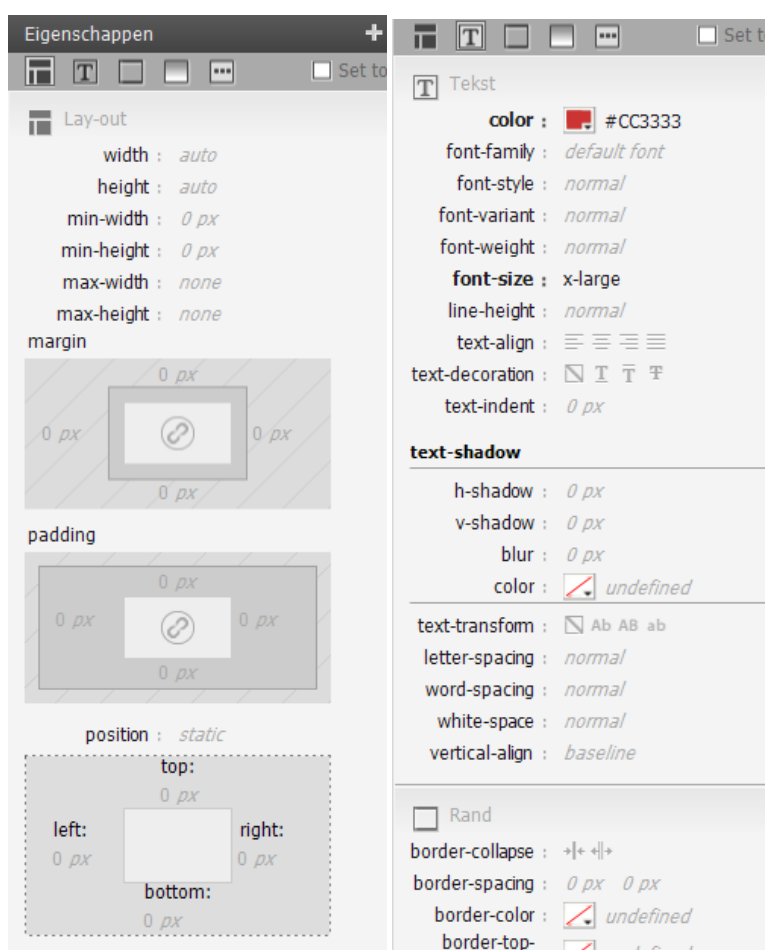 Eigenschappen
Set to
Lay-out
width : auto
height : auto
min-width : 0 px
min-height : 0 px
max-width : none
max-height : none
margin
0 px
0 px 0 px
0 px
padding
0 px
0 px 0 px
0 px
position : static
top:
0 px
left: right:
0 px 0 px
bottom:
0 px
Set
T Tekst
color : #CC3333
font-family : default font
font-style : normal
font-variant : normal
font-weight : normal
font-size : x-large
line-height : normal
text-align :
text-decoration : T T T
text-indent : 0 px
text-shadow
h-shadow : 0 px
v-shadow : 0 px
blur : 0 px
color : undefined
text-transform : Ab AB ab
letter-spacing : normal
word-spacing : normal
white-space : normal
vertical-align : baseline
Rand
border-collapse :
border-spacing : 0 px 0 px
border-color : undefined
border-top-